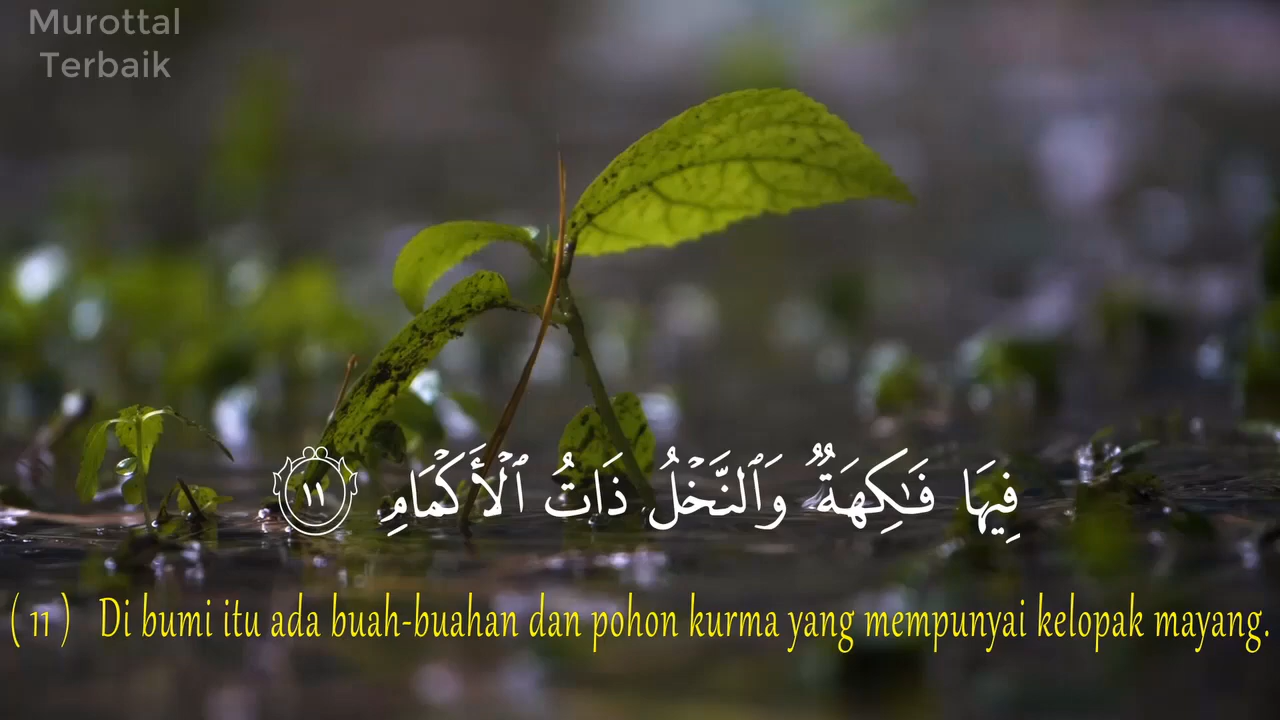 Murottal
Terbaik
فِيهَا فَـٰكِهَةٌ وَٱلنَّخْلُ ذَاتُ ٱلْأَكْمَامِ ١١
( 11 ) Di bumi itu ada buah-buahan dan pohon kurma yang mempunyai kelopak mayang.